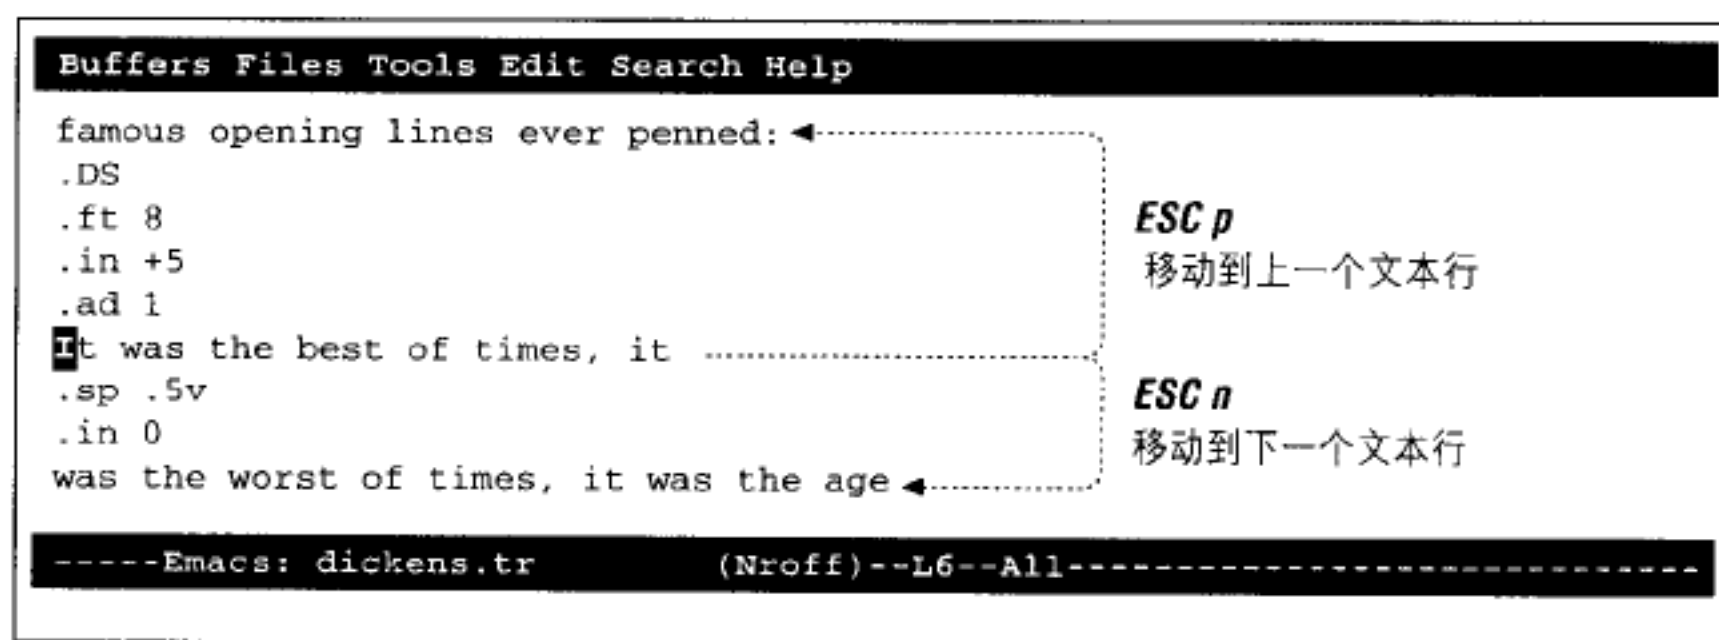 Buffers Files Tools Edit Search Help
famous opening lines ever penned:
.DS
.ft 8
.in +5
.ad l
It was the best of times, it
.sp .5v
.in 0
was the worst of times, it was the age
ESC p
移动到上一个文本行
ESC n
移动到下一个文本行
-----Emacs: dickens.tr (Nroff)--L6--All-------------------------------